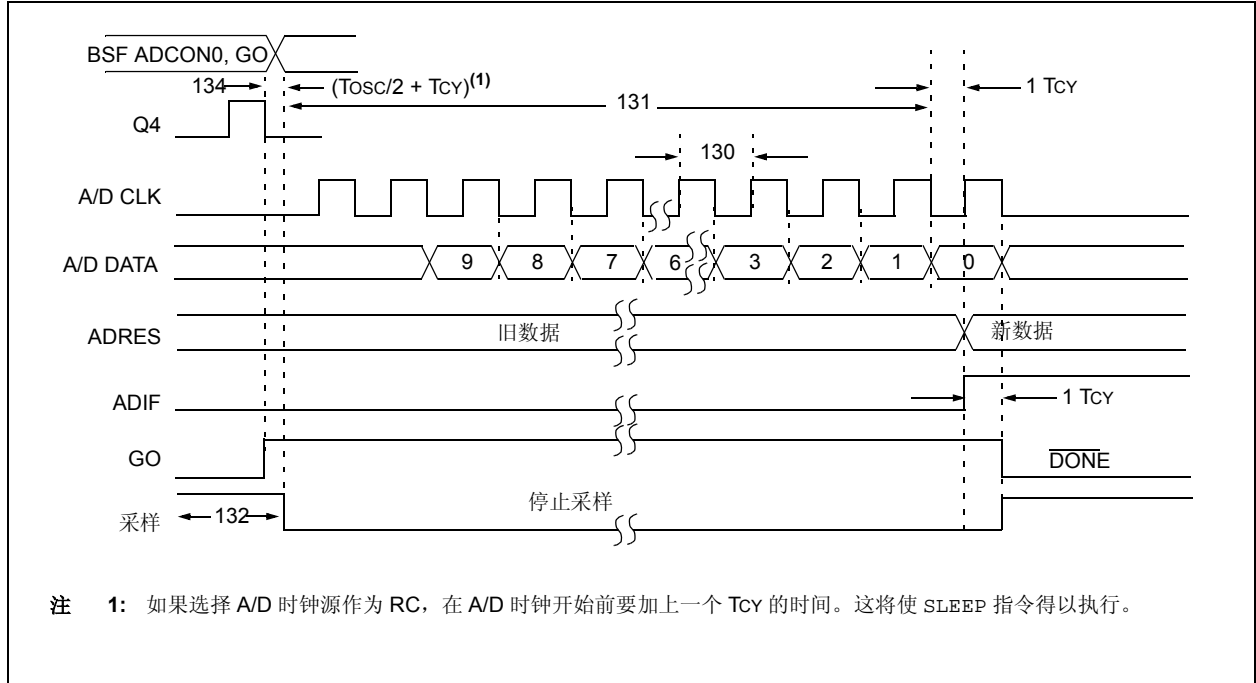 BSF ADCON0, GO
134
(TOSC/2 + TCY)(1)
131
1 TCY
Q4
130
A/D CLK
A/D DATA
9 8 7 6 3 2 1 0
ADRES
旧数据
新数据
ADIF
1 TCY
GO
DONE
采样
132
停止采样
注 1: 如果选择 A/D 时钟源作为 RC，在 A/D 时钟开始前要加上一个 TCY 的时间。这将使 SLEEP 指令得以执行。